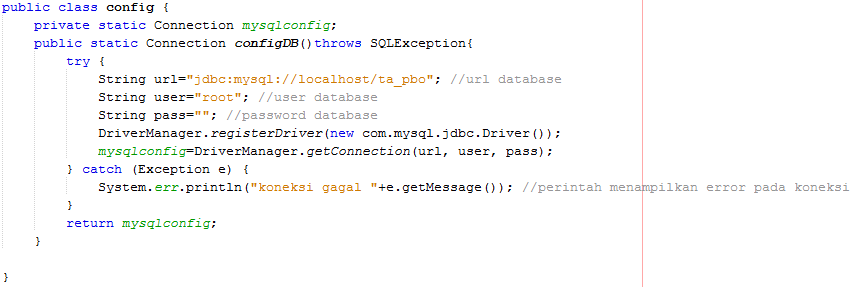 public class config {
    private static Connection mysqlconfig;
    public static Connection configDB()throws SQLException{
        try {
            String url="jdbc:mysql://localhost/ta_pbo"; //url database
            String user="root"; //user database
            String pass=""; //password database
            DriverManager.registerDriver(new com.mysql.jdbc.Driver());
            mysqlconfig=DriverManager.getConnection(url, user, pass);
        } catch (Exception e) {
            System.err.println("koneksi gagal "+e.getMessage()); //perintah menampilkan error pada koneksi
        }
        return mysqlconfig;
    }
}